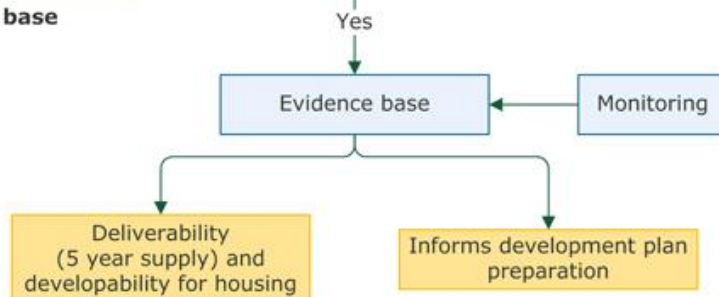 base
Yes
Evidence base
Monitoring
Deliverability
(5 year supply) and
developability for housing
Informs development plan
preparation